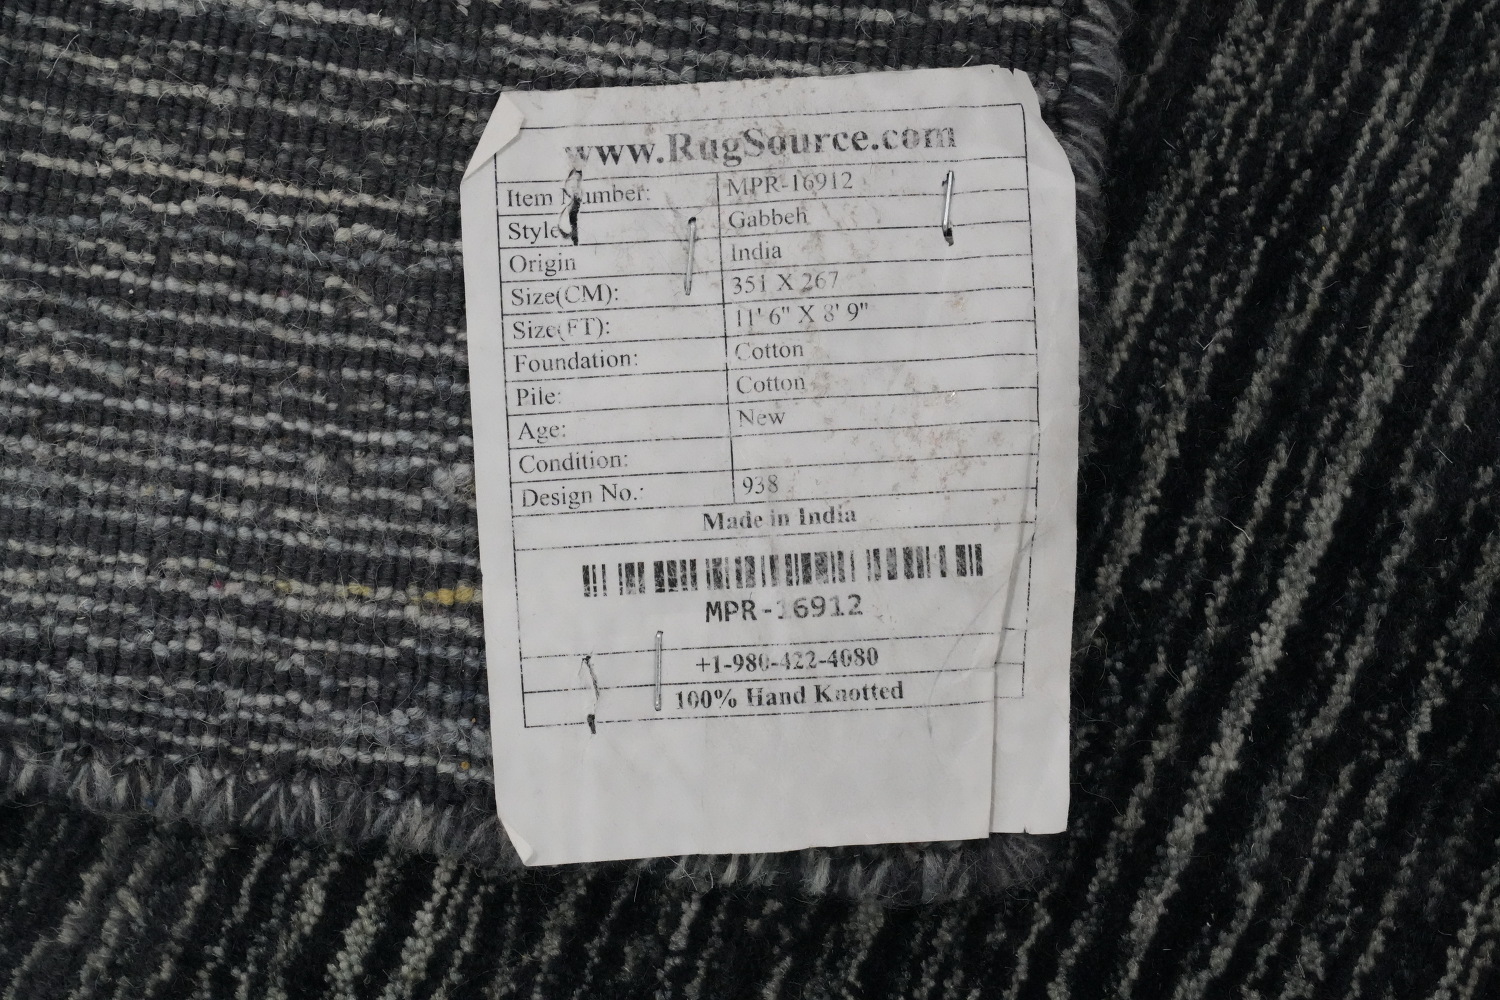 www.RugSource.com
Item Number: MPR-16912
Style Gabbeh
Origin India
Size(CM): 351 X 267
Size(FT): 11' 6" X 8' 9"
Foundation: Cotton
Pile: Cotton
Age: New
Condition:
Design No.: 938
Made in India
MPR-16912
+1-980-422-4080
100% Hand Knotted